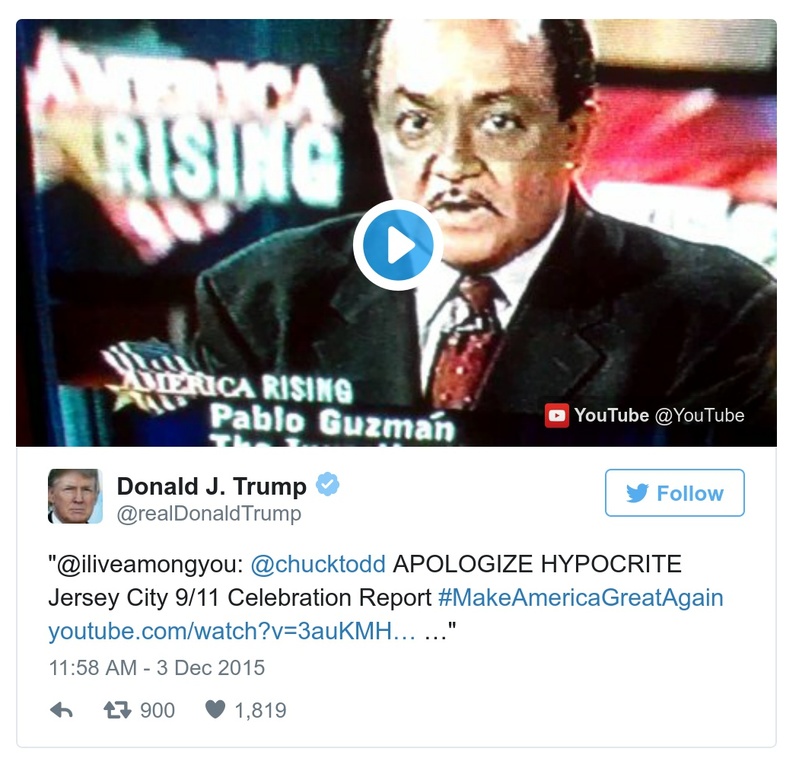 AMERICA
RISING
AMERICA RISING
Pablo Guzmán
YouTube @YouTube
Donald J. Trump
@realDonaldTrump
Follow
"@iliveamongyou: @chucktodd APOLOGIZE HYPOCRITE
Jersey City 9/11 Celebration Report #MakeAmericaGreatAgain
youtube.com/watch?v=3auKMH… …"
11:58 AM - 3 Dec 2015
900 1,819